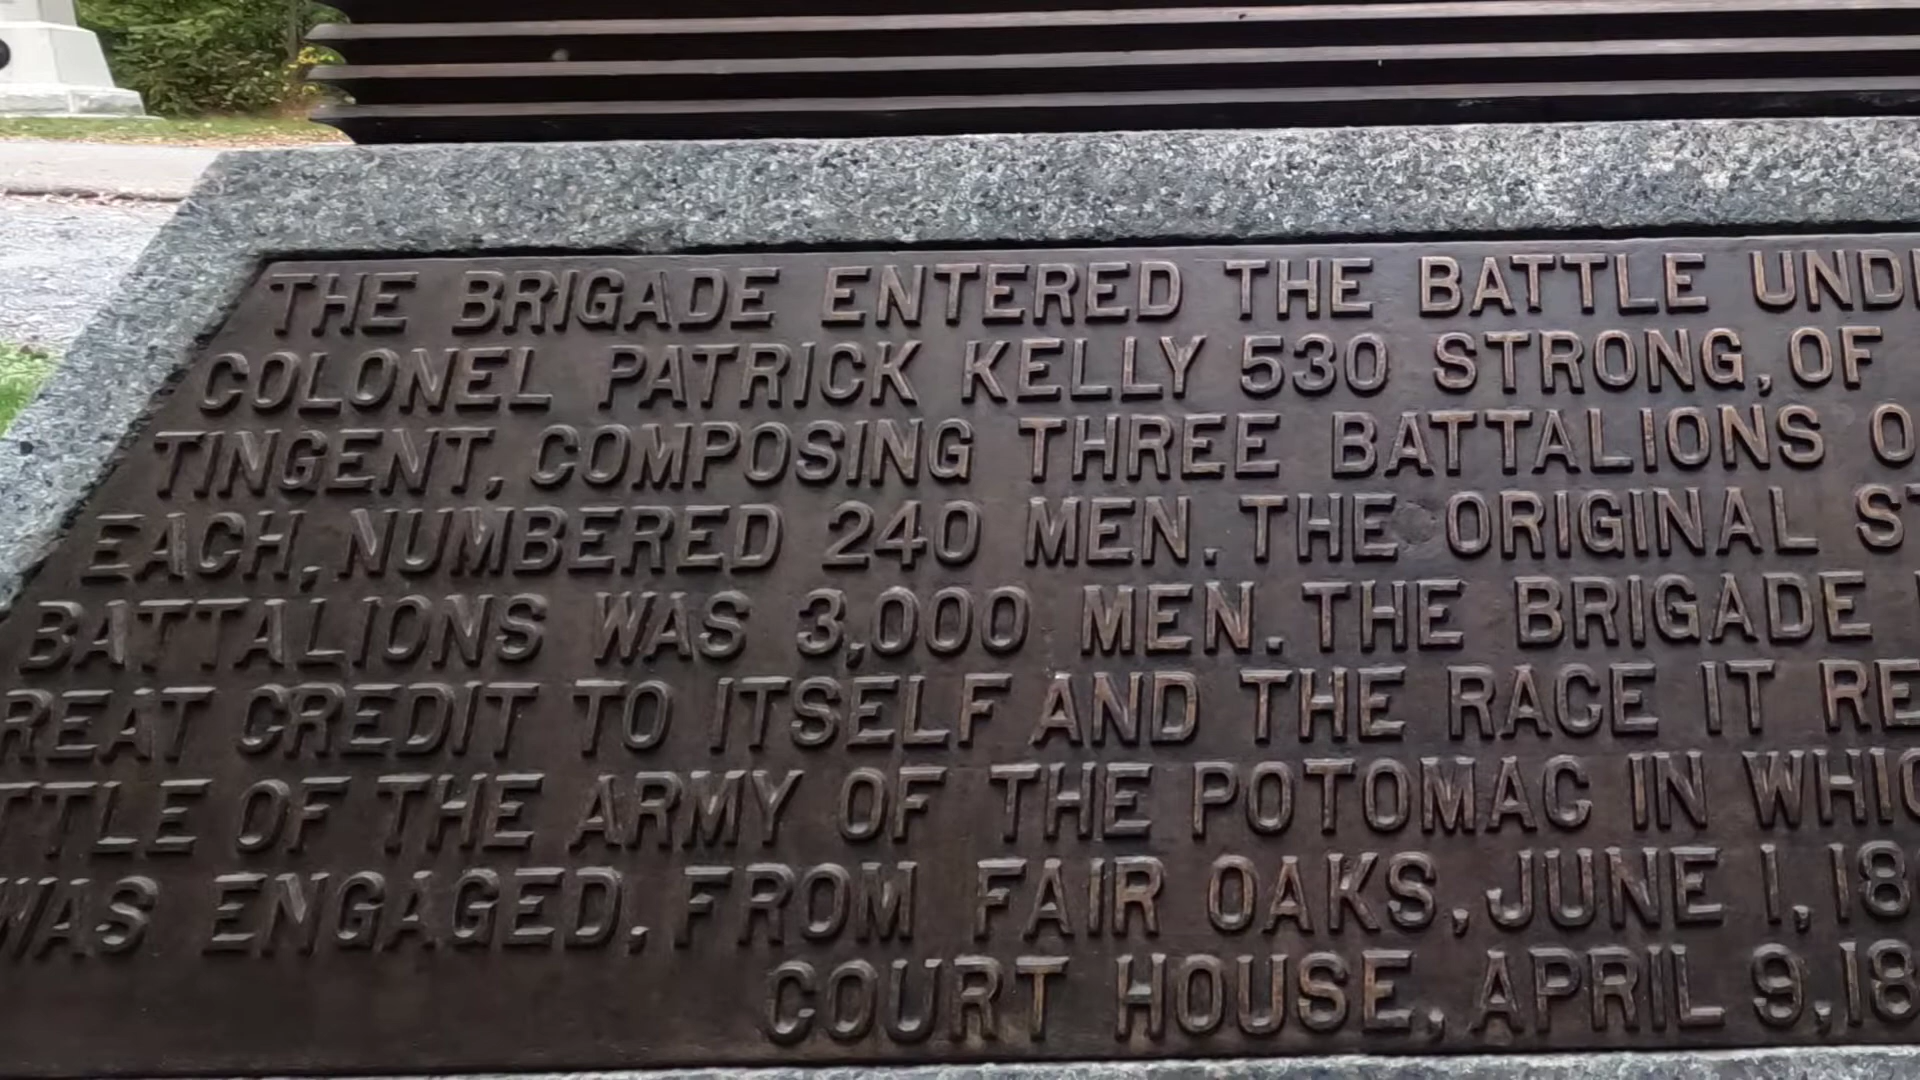 THE BRIGADE ENTERED THE BATTLE UND
COLONEL PATRICK KELLY 530 STRONG, OF
TINGENT, COMPOSING THREE BATTALIONS O
EACH, NUMBERED 240 MEN. THE ORIGINAL ST
BATTALIONS WAS 3,000 MEN. THE BRIGADE
REAT CREDIT TO ITSELF AND THE RACE IT RE
TTLE OF THE ARMY OF THE POTOMAC IN WHIC
WAS ENGAGED, FROM FAIR OAKS, JUNE 1, 18
COURT HOUSE, APRIL 9, 18